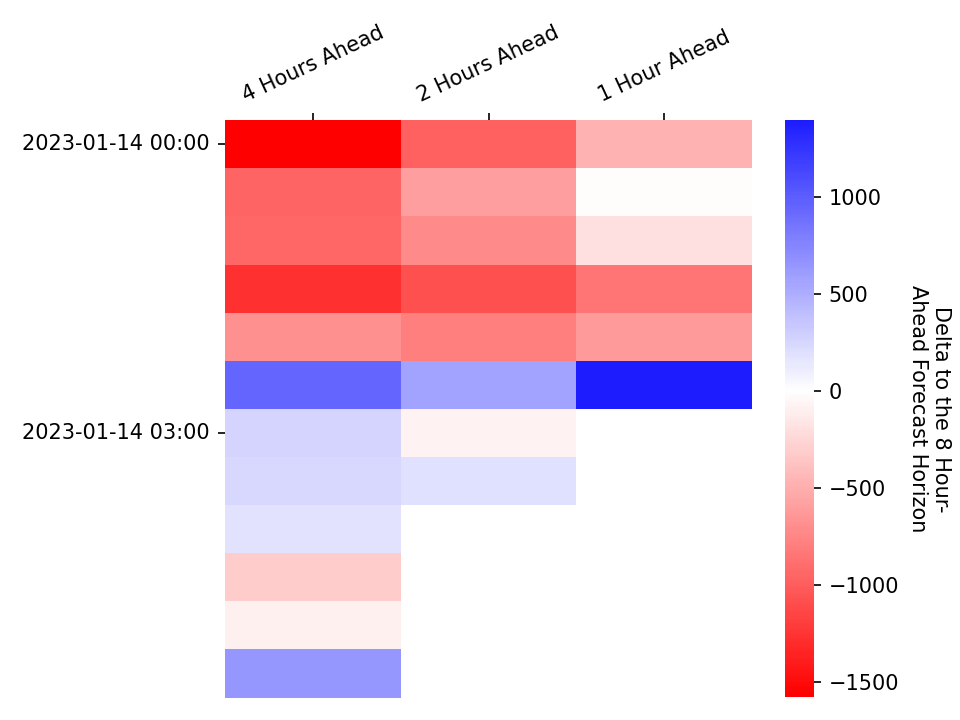 4 Hours Ahead
2 Hours Ahead
1 Hour Ahead
2023-01-14 00:00
2023-01-14 03:00
1000
500
0
−500
−1000
−1500
Delta to the 8 Hour-
Ahead Forecast Horizon